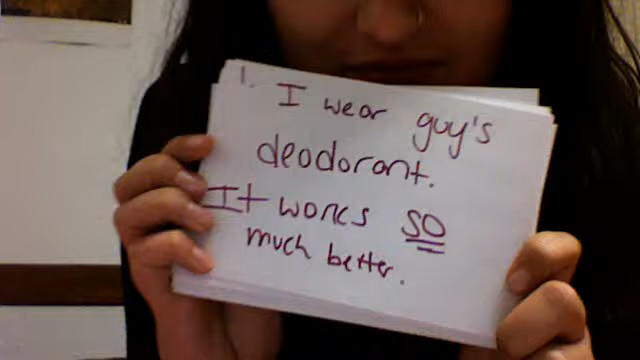 1. I wear guy's
deodorant.
It works SO
much better.